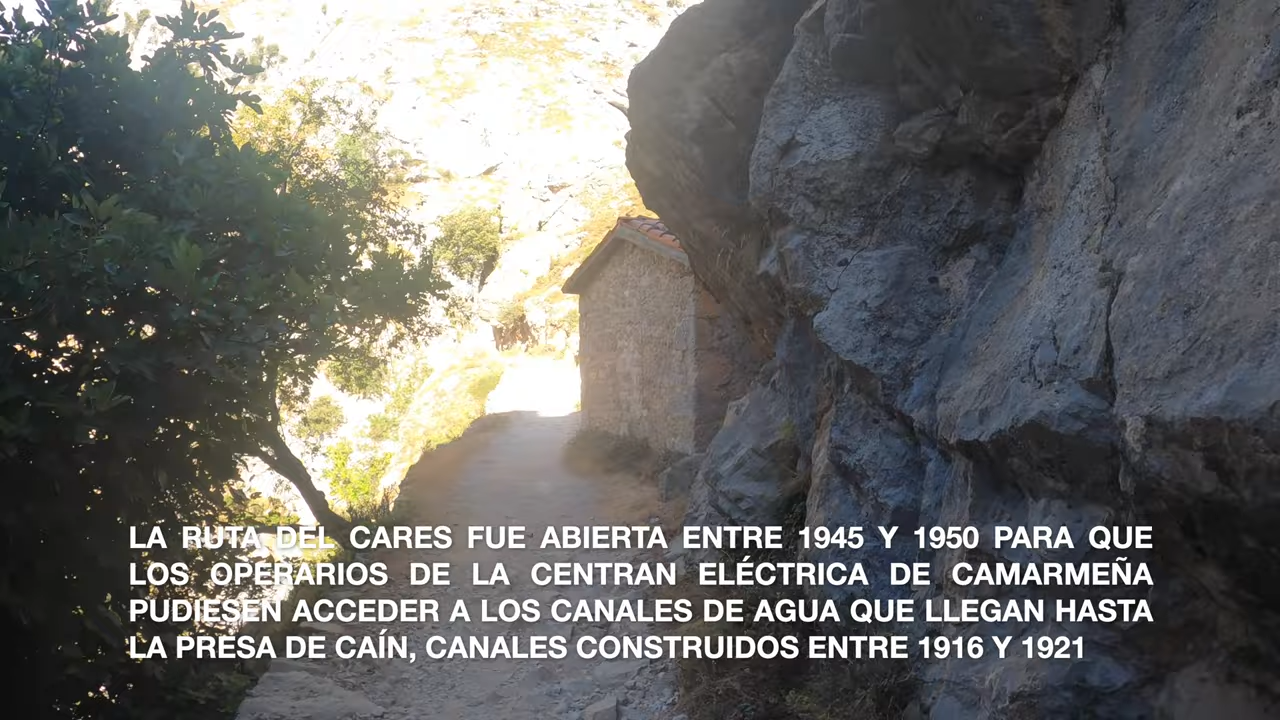 LA RUTA DEL CARES FUE ABIERTA ENTRE 1945 Y 1950 PARA QUE
LOS OPERARIOS DE LA CENTRAN ELÉCTRICA DE CAMARMEÑA
PUDIESEN ACCEDER A LOS CANALES DE AGUA QUE LLEGAN HASTA
LA PRESA DE CAÍN, CANALES CONSTRUIDOS ENTRE 1916 Y 1921